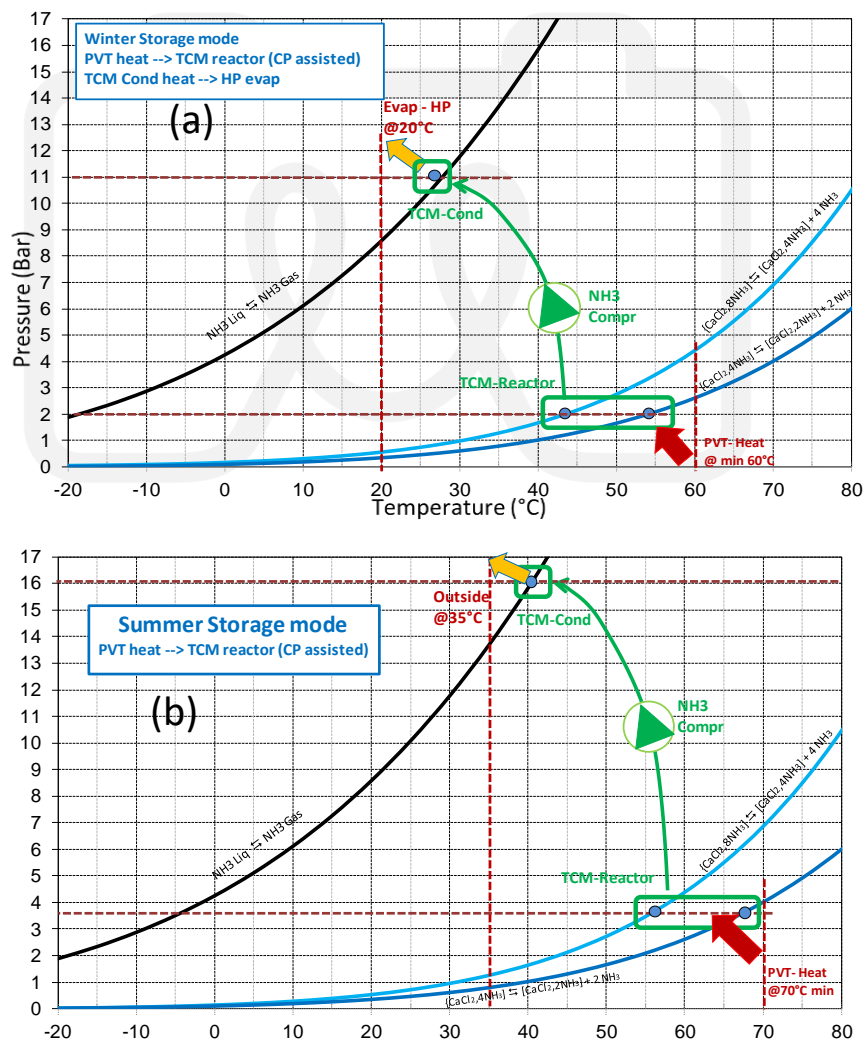 17
16
15
14
13
12
11
10
9
8
7
6
5
4
3
2
1
0
Pressure (Bar)
Winter Storage mode
PVT heat --> TCM reactor (CP assisted)
TCM Cond heat --> HP evap
(a)
Evap - HP
@20°C
TCM-Cond
NH3 Liq ⇆ NH3 Gas
NH3
Compr
TCM-Reactor
[CaCl2,8NH3] ⇆ [CaCl2,4NH3] + 4 NH3
[CaCl2,4NH3] ⇆ [CaCl2,2NH3] + 2 NH3
PVT- Heat
@ min 60°C
-20 -10 0 10 20 30 40 50 60 70 80
Temperature (°C)
17
16
15
14
13
12
11
10
9
8
7
6
5
4
3
2
1
0
Summer Storage mode
PVT heat --> TCM reactor (CP assisted)
(b)
Outside
@35°C
TCM-Cond
NH3
Compr
NH3 Liq ⇆ NH3 Gas
TCM-Reactor
[CaCl2,8NH3] ⇆ [CaCl2,4NH3] + 4 NH3
[CaCl2,4NH3] ⇆ [CaCl2,2NH3] + 2 NH3
PVT- Heat
@70°C min
-20 -10 0 10 20 30 40 50 60 70 80